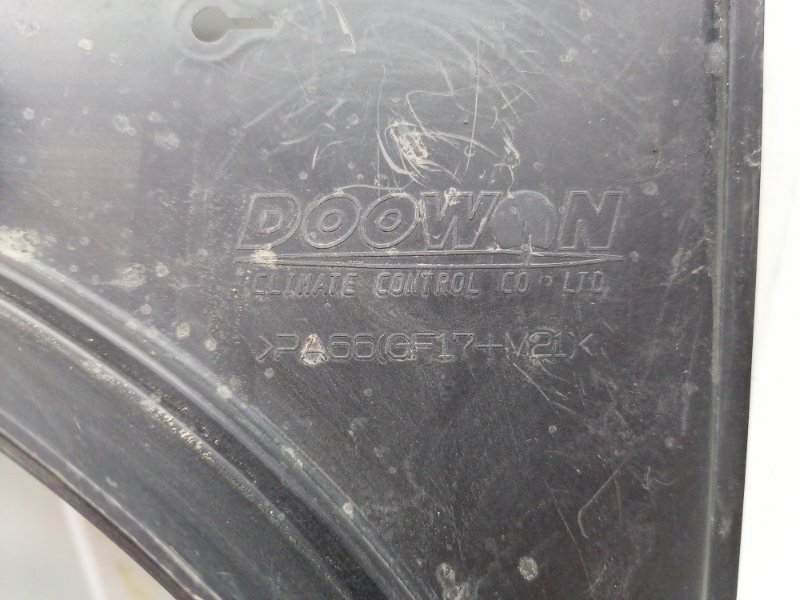 DOOWON
CLIMATE CONTROL CO LTD
>PA66(GF17+M21)<